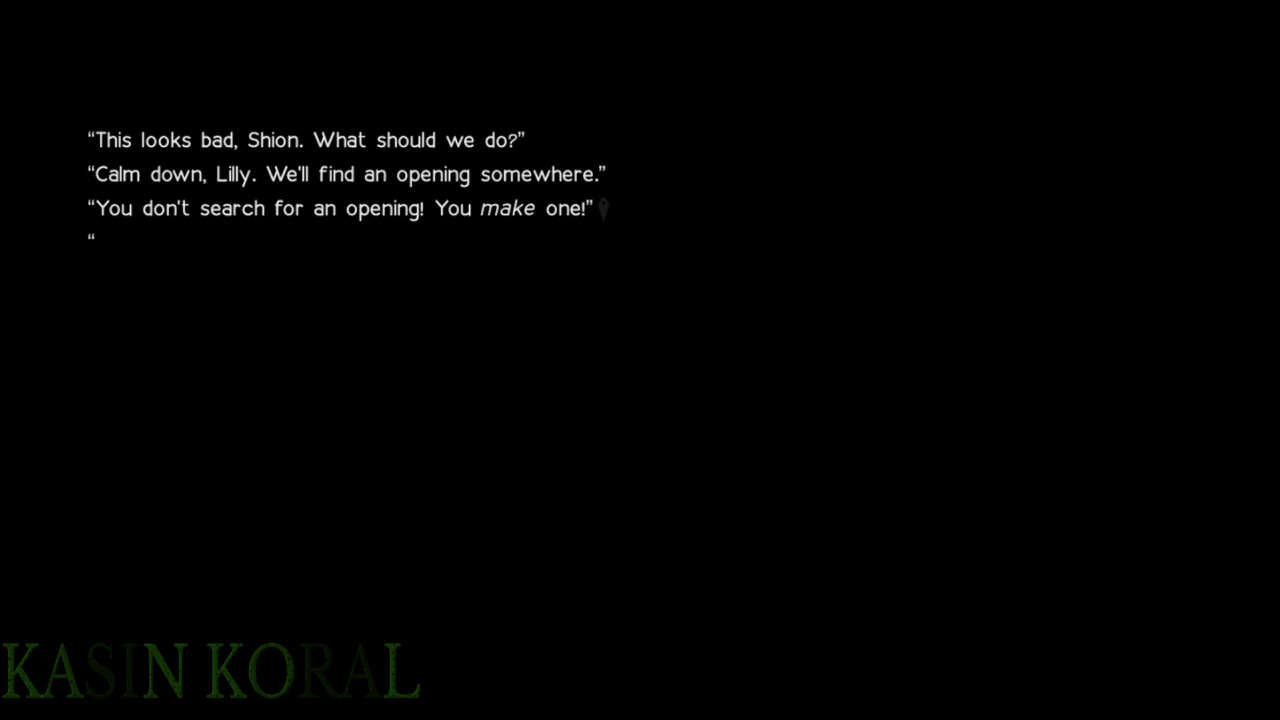 “This looks bad, Shion. What should we do?”
“Calm down, Lilly. We'll find an opening somewhere.”
“You don't search for an opening! You make one!”
“
KASIN KORAL